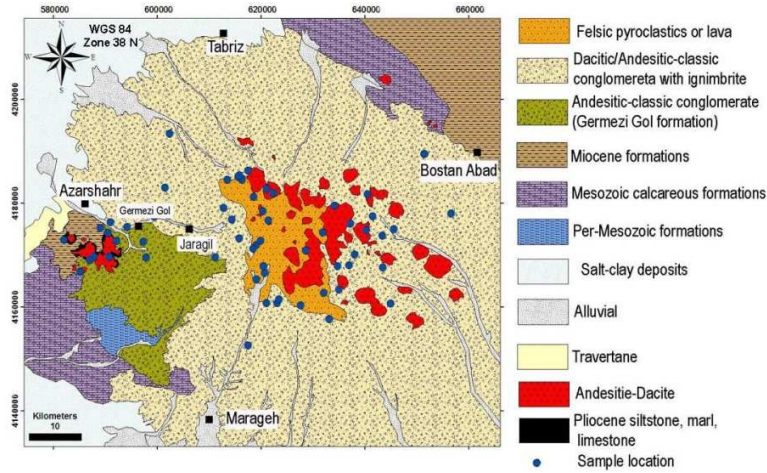 WGS 84
Zone 38 N
N
W
E
S
580000
600000
620000
640000
660000
4200000
4180000
4160000
4140000
Tabriz
Bostan Abad
Azarshahr
Germezi Gol
Jaragil
Marageh
Kilometers
10
Felsic pyroclastics or lava
Dacitic/Andesitic-classic
conglomereta with ignimbrite
Andesitic-classic conglomerate
(Germezi Gol formation)
Miocene formations
Mesozoic calcareous formations
Per-Mesozoic formations
Salt-clay deposits
Alluvial
Travertane
Andesitie-Dacite
Pliocene siltstone, marl,
limestone
Sample location